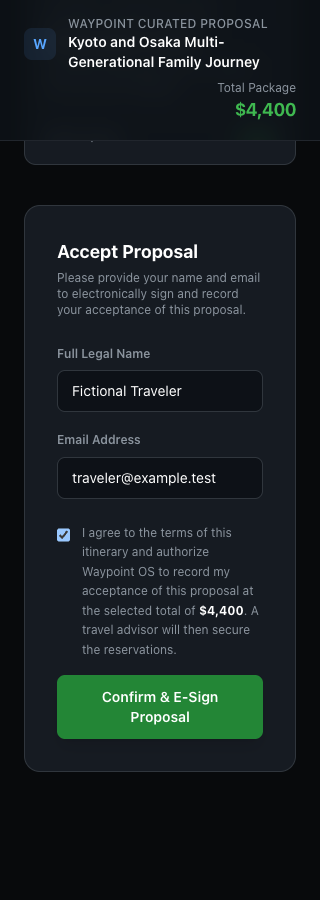 W
WAYPOINT CURATED PROPOSAL
Kyoto and Osaka Multi-
Generational Family Journey
Total Package
$4,400
Accept Proposal
Please provide your name and email
to electronically sign and record
your acceptance of this proposal.
Full Legal Name
Fictional Traveler
Email Address
traveler@example.test
I agree to the terms of this
itinerary and authorize
Waypoint OS to record my
acceptance of this proposal at
the selected total of $4,400. A
travel advisor will then secure
the reservations.
Confirm & E-Sign
Proposal